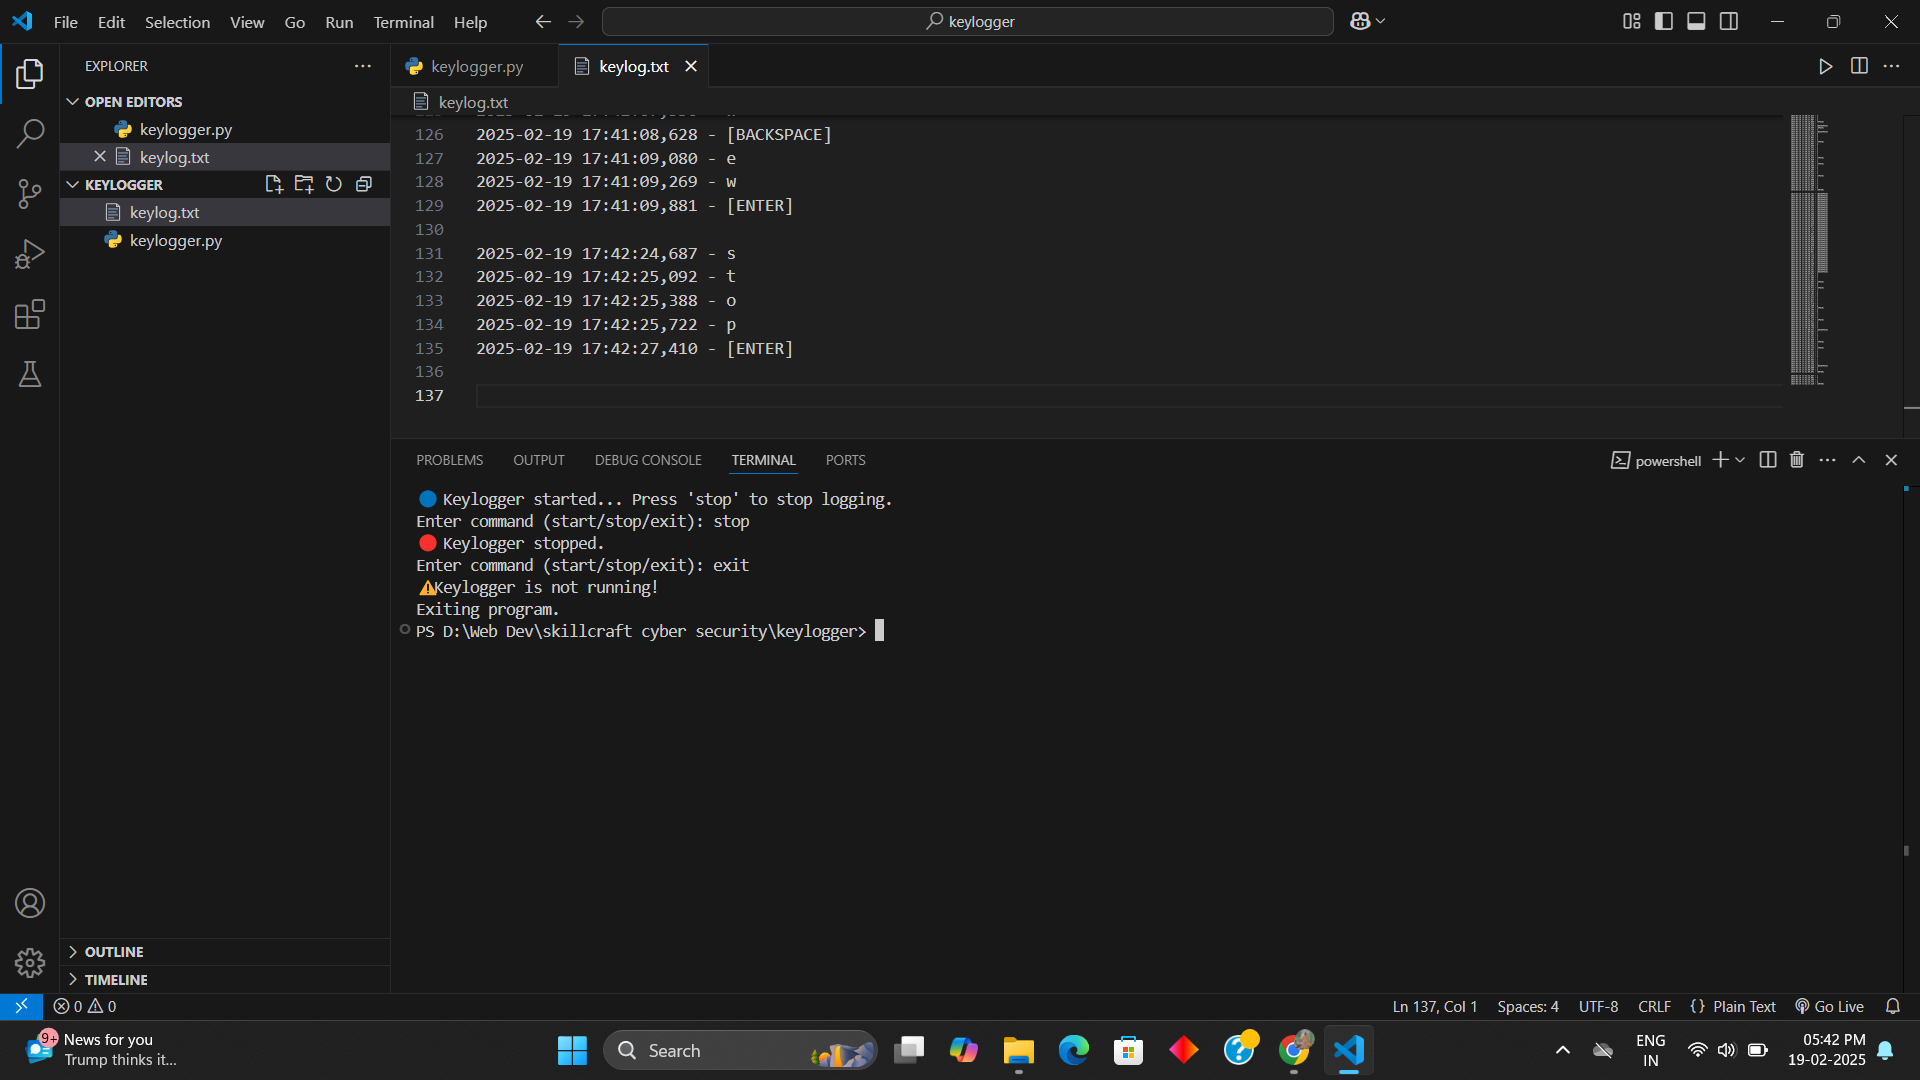 File Edit Selection View Go Run Terminal Help
keylogger
EXPLORER
OPEN EDITORS
keylogger.py
keylog.txt
KEYLOGGER
keylog.txt
keylogger.py
OUTLINE
TIMELINE
keylogger.py
keylog.txt
keylog.txt
126 2025-02-19 17:41:08,628 - [BACKSPACE]
127 2025-02-19 17:41:09,080 - e
128 2025-02-19 17:41:09,269 - w
129 2025-02-19 17:41:09,881 - [ENTER]
130
131 2025-02-19 17:42:24,687 - s
132 2025-02-19 17:42:25,092 - t
133 2025-02-19 17:42:25,388 - o
134 2025-02-19 17:42:25,722 - p
135 2025-02-19 17:42:27,410 - [ENTER]
136
137
PROBLEMS OUTPUT DEBUG CONSOLE TERMINAL PORTS
powershell
Keylogger started... Press 'stop' to stop logging.
Enter command (start/stop/exit): stop
Keylogger stopped.
Enter command (start/stop/exit): exit
Keylogger is not running!
Exiting program.
PS D:\Web Dev\skillcraft cyber security\keylogger>
0 0
Ln 137, Col 1 Spaces: 4 UTF-8 CRLF {} Plain Text Go Live
9+
News for you
Trump thinks it...
Search
ENG
IN
05:42 PM
19-02-2025